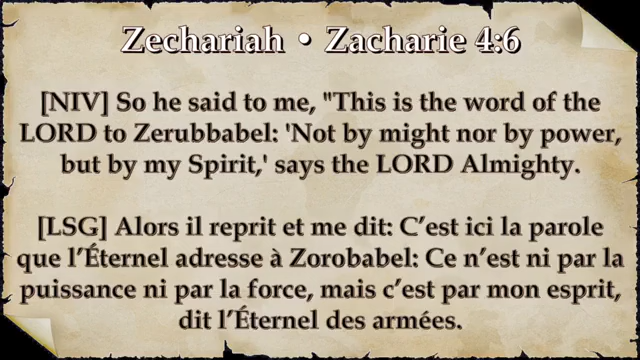 Zechariah • Zacharie 4:6
[NIV] So he said to me, "This is the word of the
LORD to Zerubbabel: 'Not by might nor by power,
but by my Spirit,' says the LORD Almighty.
[LSG] Alors il reprit et me dit: C’est ici la parole
que l’Éternel adresse à Zorobabel: Ce n’est ni par la
puissance ni par la force, mais c’est par mon esprit,
dit l’Éternel des armées.